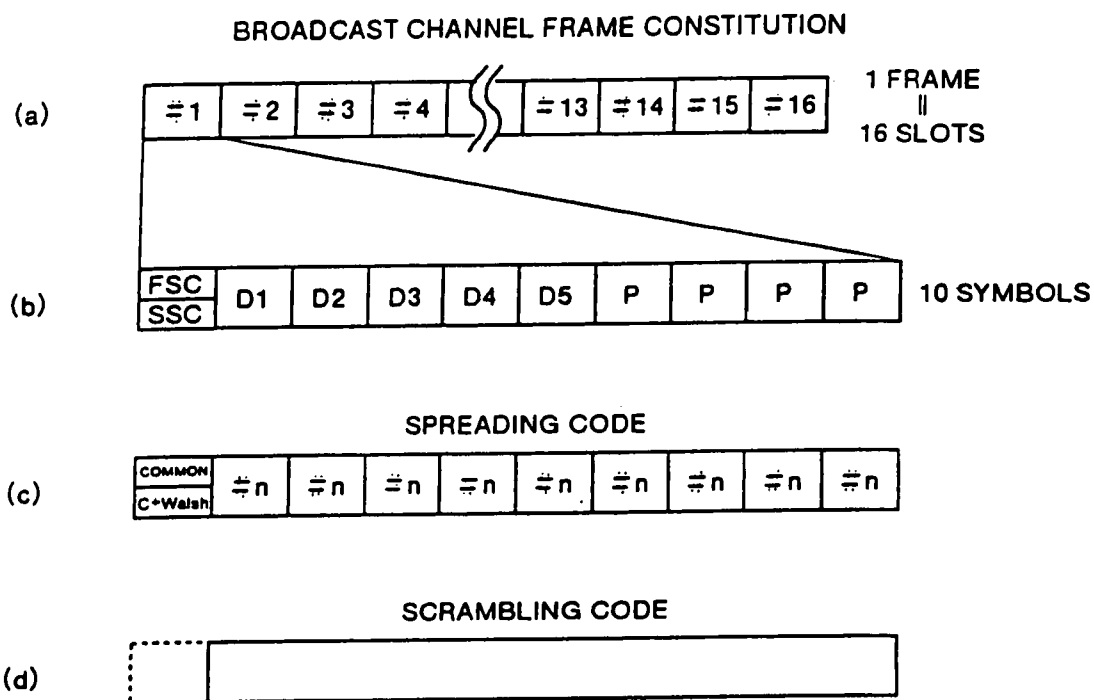 BROADCAST CHANNEL FRAME CONSTITUTION
(a)
#1 #2 #3 #4 #13 #14 #15 #16
1 FRAME
||
16 SLOTS
(b)
FSC
SSC
D1 D2 D3 D4 D5 P P P P
10 SYMBOLS
SPREADING CODE
(c)
COMMON
C+Walsh
#n #n #n #n #n #n #n #n #n
SCRAMBLING CODE
(d)